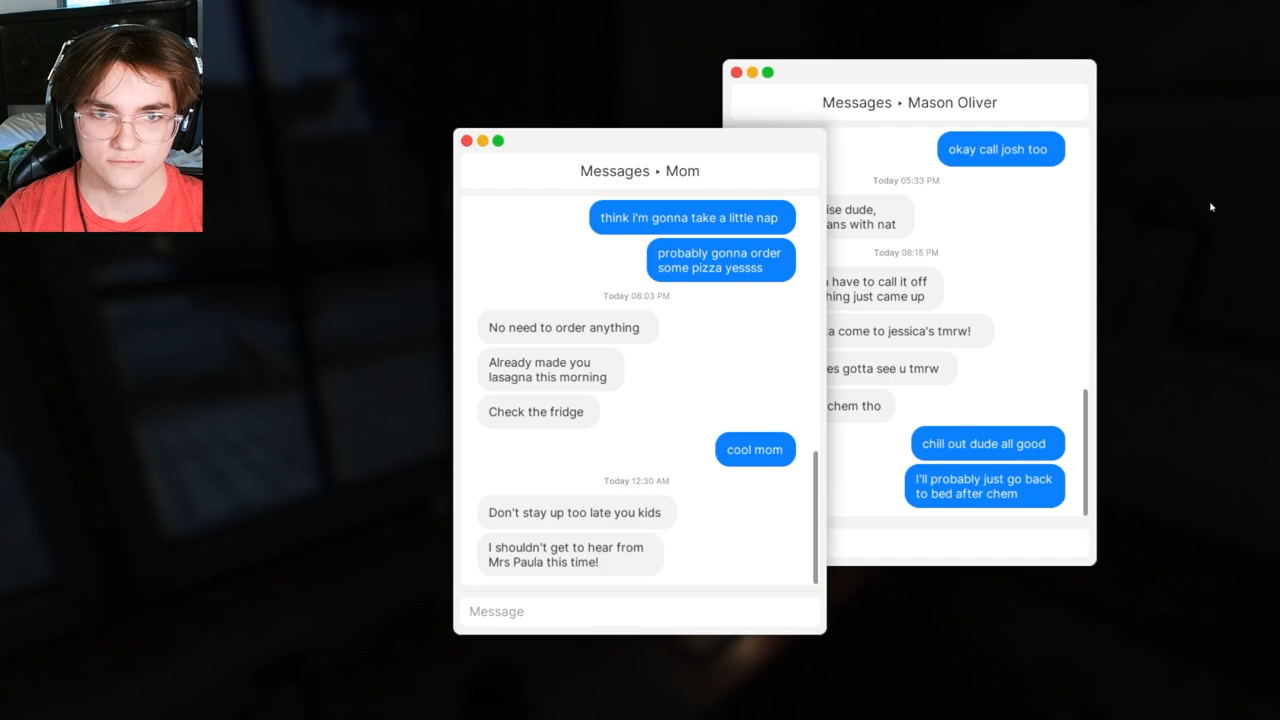 Messages ‣ Mom
think i'm gonna take a little nap
probably gonna order
some pizza yessss
Today 08:03 PM
No need to order anything
Already made you
lasagna this morning
Check the fridge
cool mom
Today 12:30 AM
Don't stay up too late you kids
I shouldn't get to hear from
Mrs Paula this time!
Message
Messages ‣ Mason Oliver
okay call josh too
Today 05:33 PM
dude,
with nat
Today 08:15 PM
have to call it off
just came up
come to jessica's tmrw!
gotta see u tmrw
chem tho
chill out dude all good
I'll probably just go back
to bed after chem